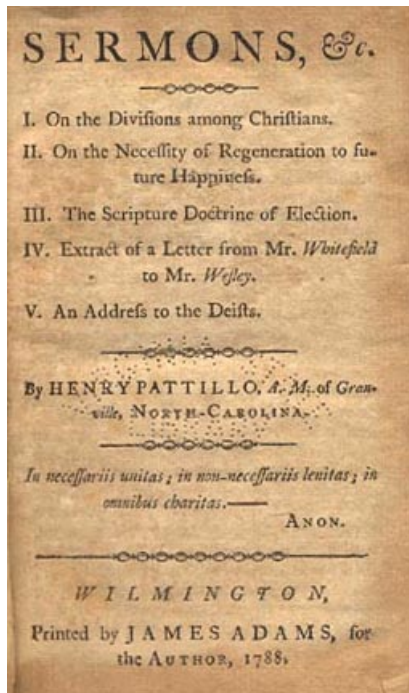 SERMONS, &c.
I. On the Diviſions among Chriſtians.
II. On the Neceſſity of Regeneration to fu-
ture Happineſs.
III. The Scripture Doctrine of Election.
IV. Extract of a Letter from Mr. Whitefield
to Mr. Weſley.
V. An Addreſs to the Deiſts.
By HENRY PATTILLO, A. M. of Gran-
ville, NORTH-CAROLINA.
In neceſſariis unitas; in non-neceſſariis lenitas; in
omnibus charitas.——
ANON.
WILMINGTON,
Printed by JAMES ADAMS, for
the AUTHOR, 1788.